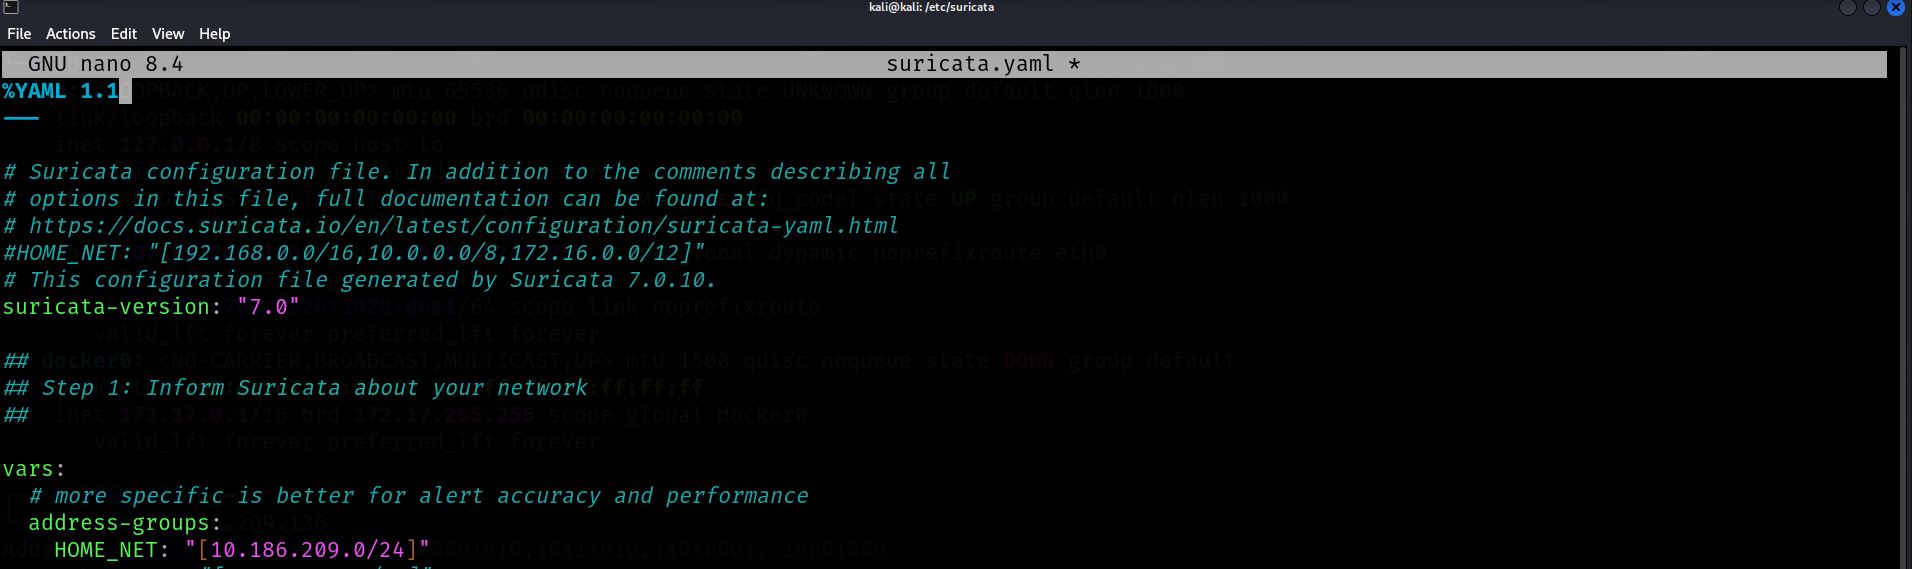 kali@kali: /etc/suricata
File Actions Edit View Help
GNU nano 8.4 suricata.yaml *
%YAML 1.1
---
# Suricata configuration file. In addition to the comments describing all
# options in this file, full documentation can be found at:
# https://docs.suricata.io/en/latest/configuration/suricata-yaml.html
#HOME_NET: "[192.168.0.0/16,10.0.0.0/8,172.16.0.0/12]"
# This configuration file generated by Suricata 7.0.10.
suricata-version: "7.0"
##
## Step 1: Inform Suricata about your network
##
vars:
# more specific is better for alert accuracy and performance
address-groups:
HOME_NET: "[10.186.209.0/24]"